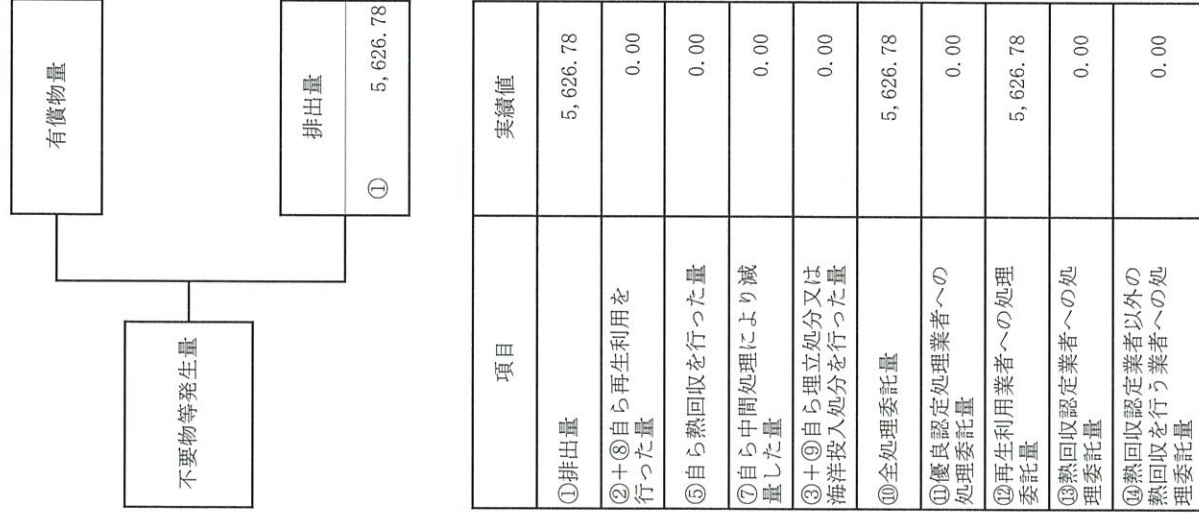 不要物等発生量
有償物量
排出量
① 5,626.78
項目 実績値
①排出量 5,626.78
②+⑧自ら再生利用を
行った量 0.00
⑤自ら熱回収を行った量 0.00
⑦自ら中間処理により減
量した量 0.00
③+⑨自ら埋立処分又は
海洋投入処分を行った量 0.00
⑩全処理委託量 5,626.78
⑪優良認定処理業者への
処理委託量 0.00
⑫再生利用業者への処理
委託量 5,626.78
⑬熱回収認定業者への処
理委託量 0.00
⑭熱回収認定業者以外の
熱回収を行う業者への処
理委託量 0.00